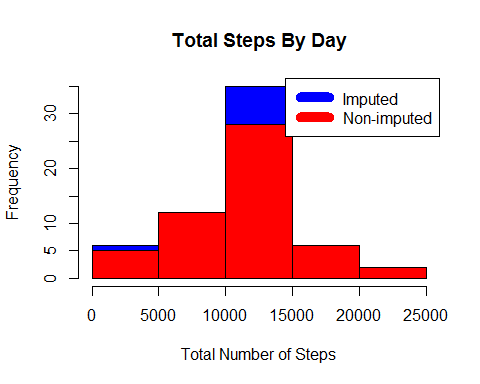 Total Steps By Day
Imputed
Non-imputed
Frequency
30
20
10
5
0
0 5000 10000 15000 20000 25000
Total Number of Steps